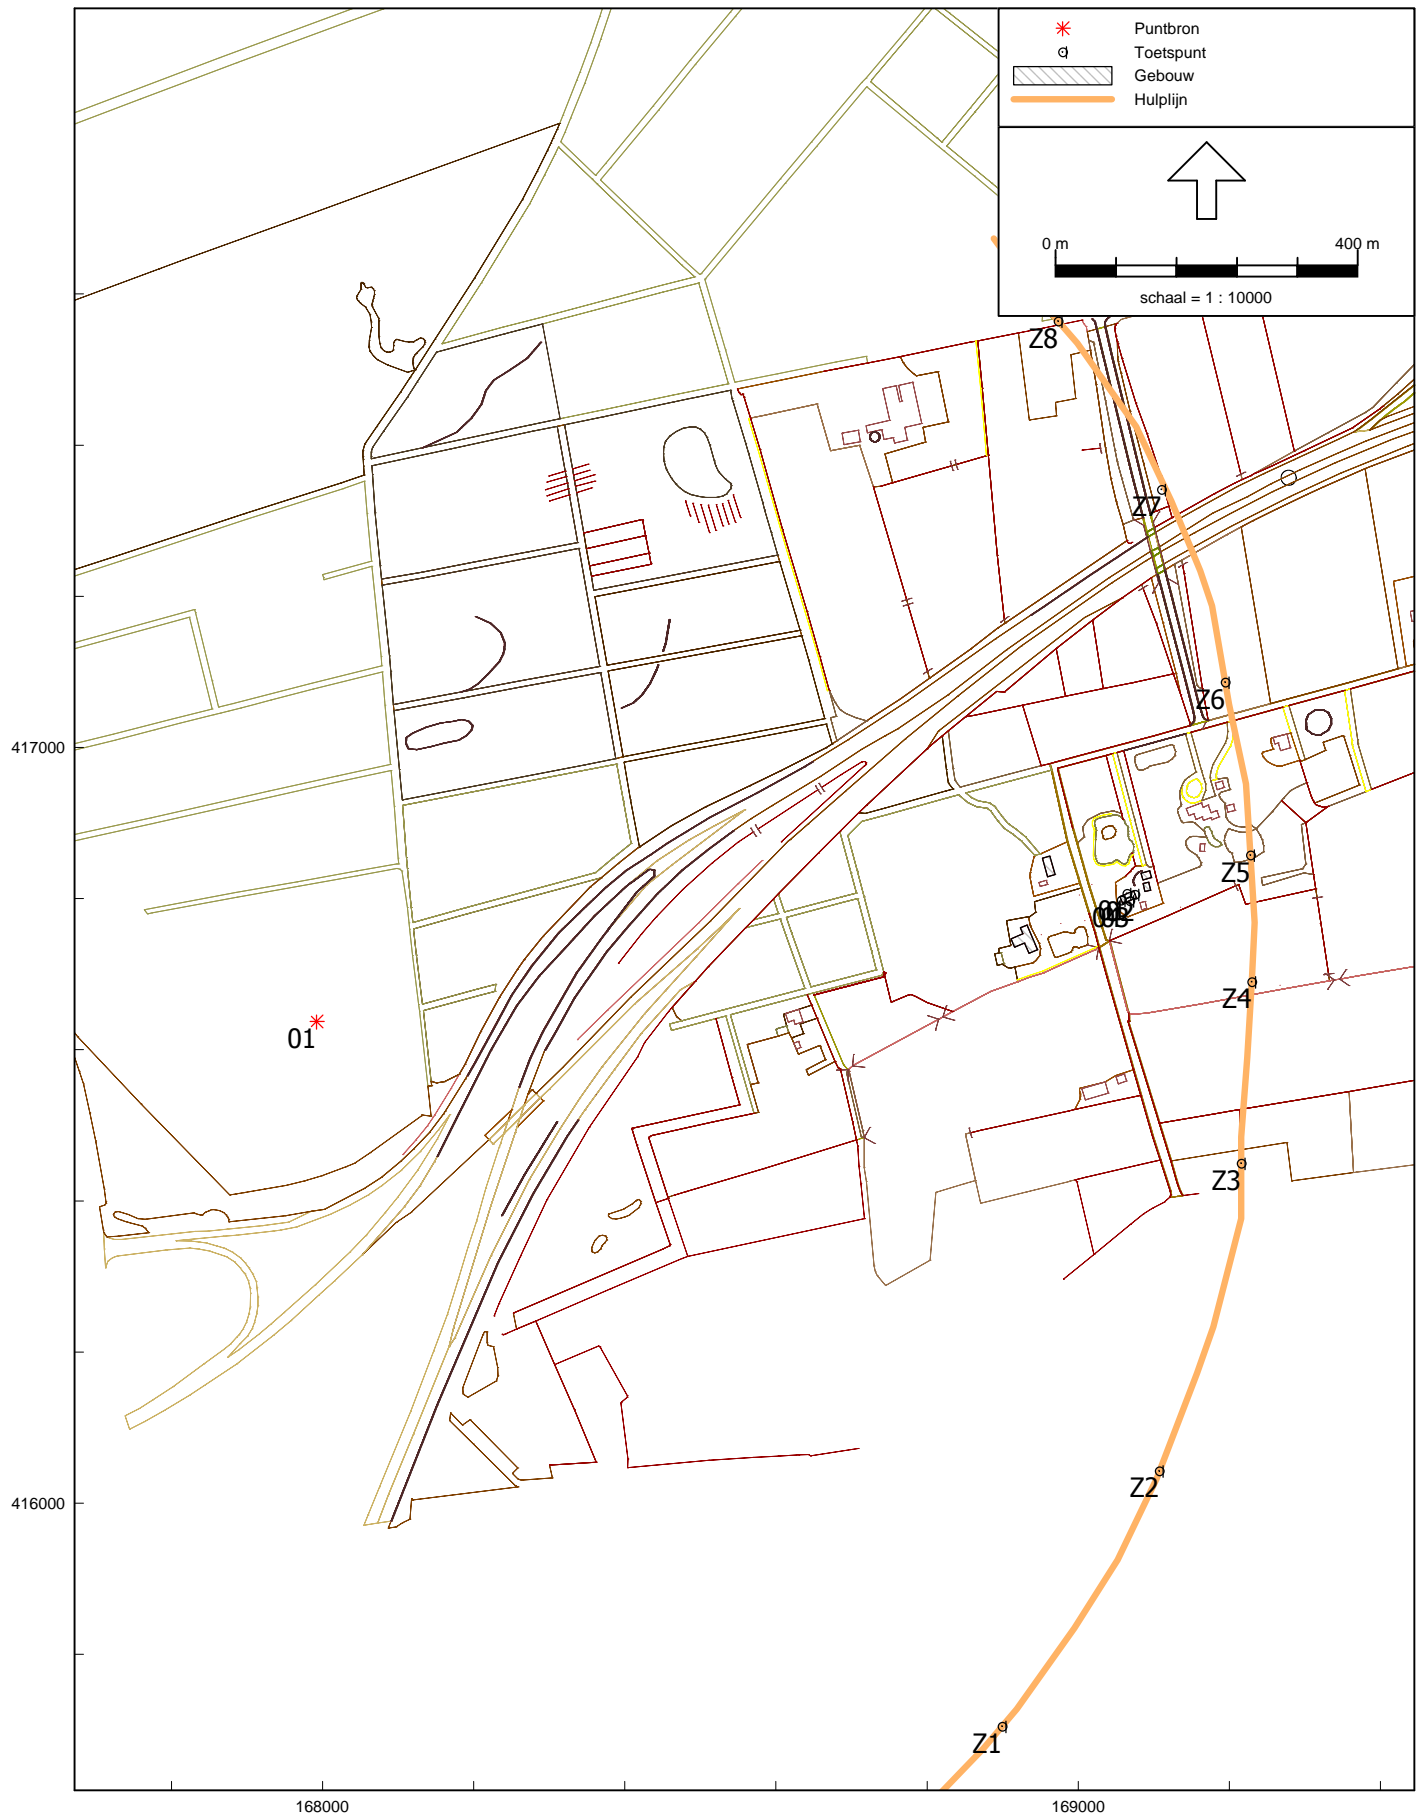 Puntbron
Toetspunt
Gebouw
Hulplijn
0 m
400 m
schaal = 1 : 10000
Z8
Z7
Z6
417000
Z5
Z4
01
Z3
416000
Z2
Z1
168000
169000